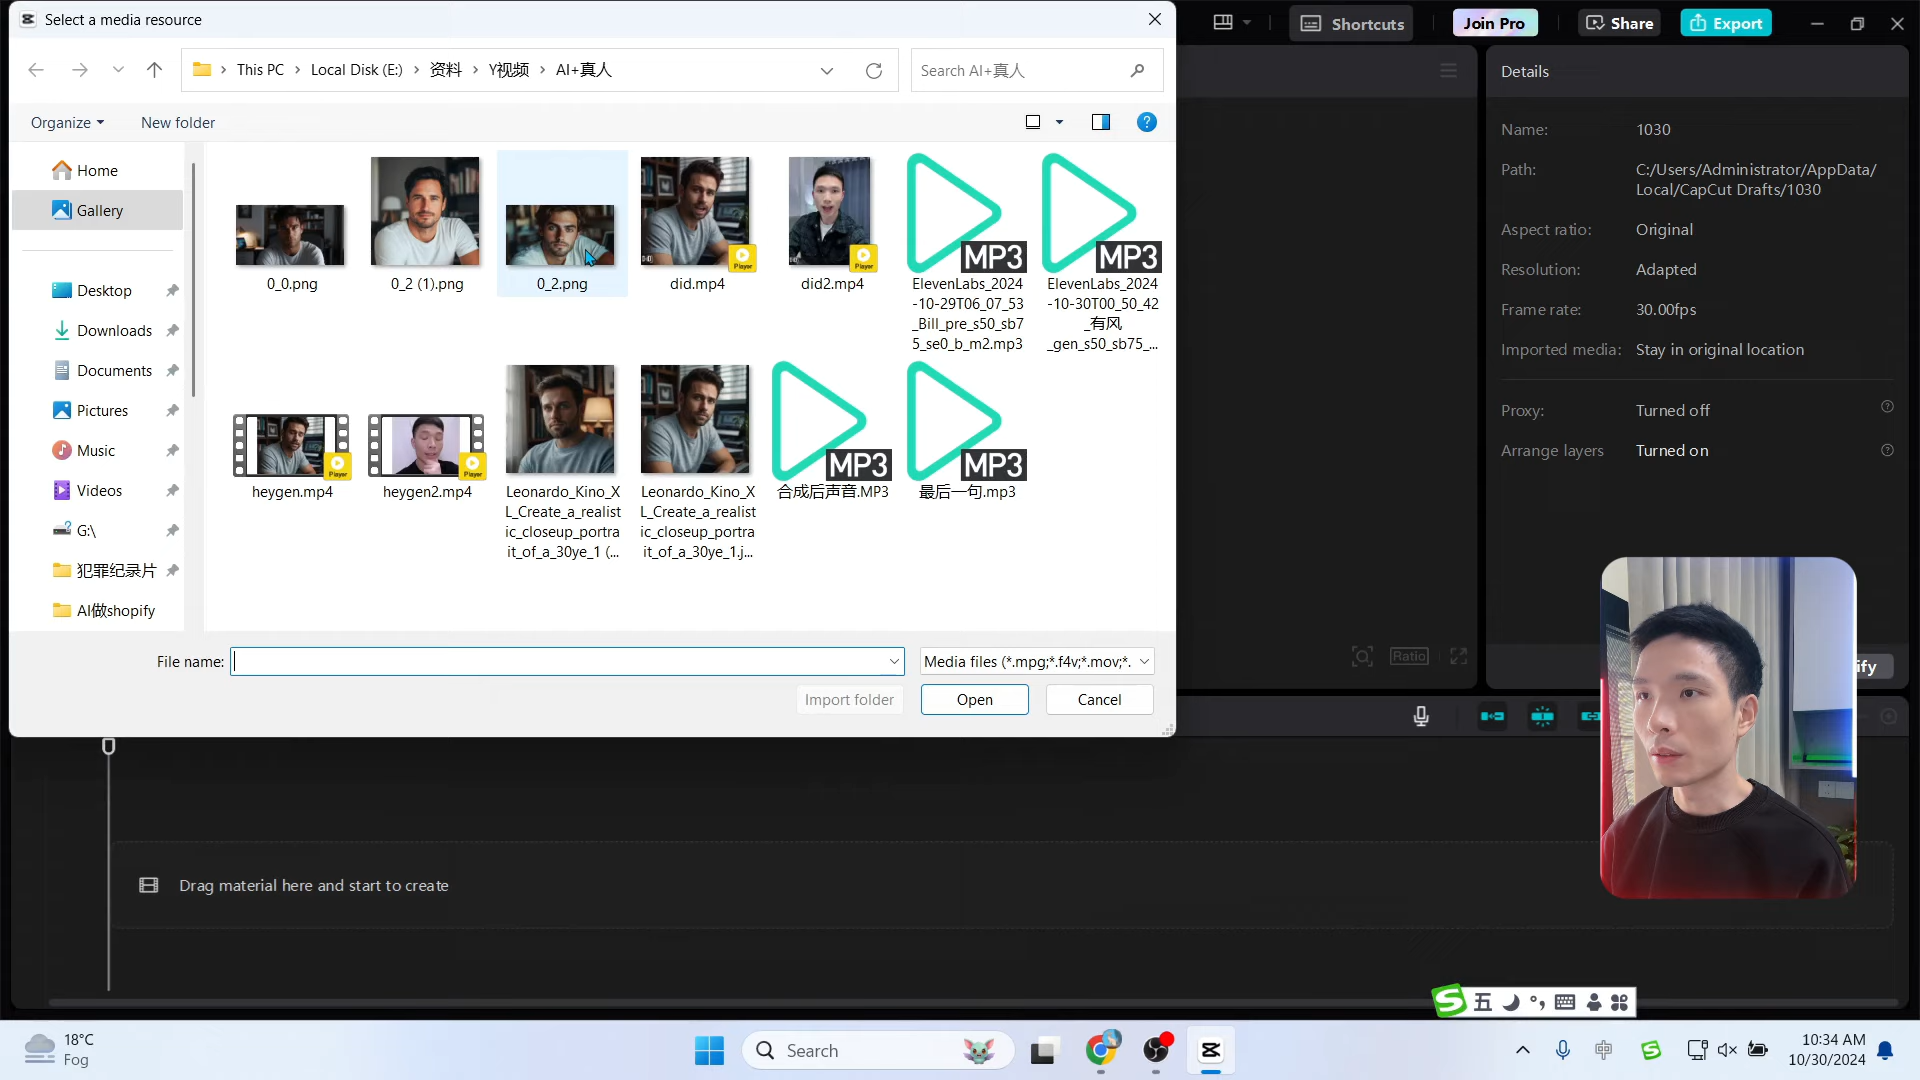 Select a media resource
Shortcuts
Join Pro
Share
Export
This PC
Local Disk (E:)
资料
Y视频
AI+真人
Search AI+真人
Organize
New folder
Details
Name:
1030
Path:
C:/Users/Administrator/AppData/
Local/CapCut Drafts/1030
Aspect ratio:
Original
Resolution:
Adapted
Frame rate:
30.00fps
Imported media:
Stay in original location
Proxy:
Turned off
Arrange layers
Turned on
Home
Gallery
Desktop
Downloads
Documents
Pictures
Music
Videos
G:\
犯罪纪录片
AI做shopify
0_0.png
0_2 (1).png
0_2.png
Player
did.mp4
Player
did2.mp4
MP3
ElevenLabs_2024
-10-29T06_07_53
_Bill_pre_s50_sb7
5_se0_b_m2.mp3
MP3
ElevenLabs_2024
-10-30T00_50_42
_有风
_gen_s50_sb75_...
Player
heygen.mp4
Player
heygen2.mp4
Leonardo_Kino_X
L_Create_a_realist
ic_closeup_portra
it_of_a_30ye_1 (...
Leonardo_Kino_X
L_Create_a_realist
ic_closeup_portra
it_of_a_30ye_1.j...
MP3
合成后声音.MP3
MP3
最后一句.mp3
File name:
Media files (*.mpg;*.f4v;*.mov;*.
Import folder
Open
Cancel
Ratio
ify
Drag material here and start to create
五
18°C
Fog
Search
中
10:34 AM
10/30/2024